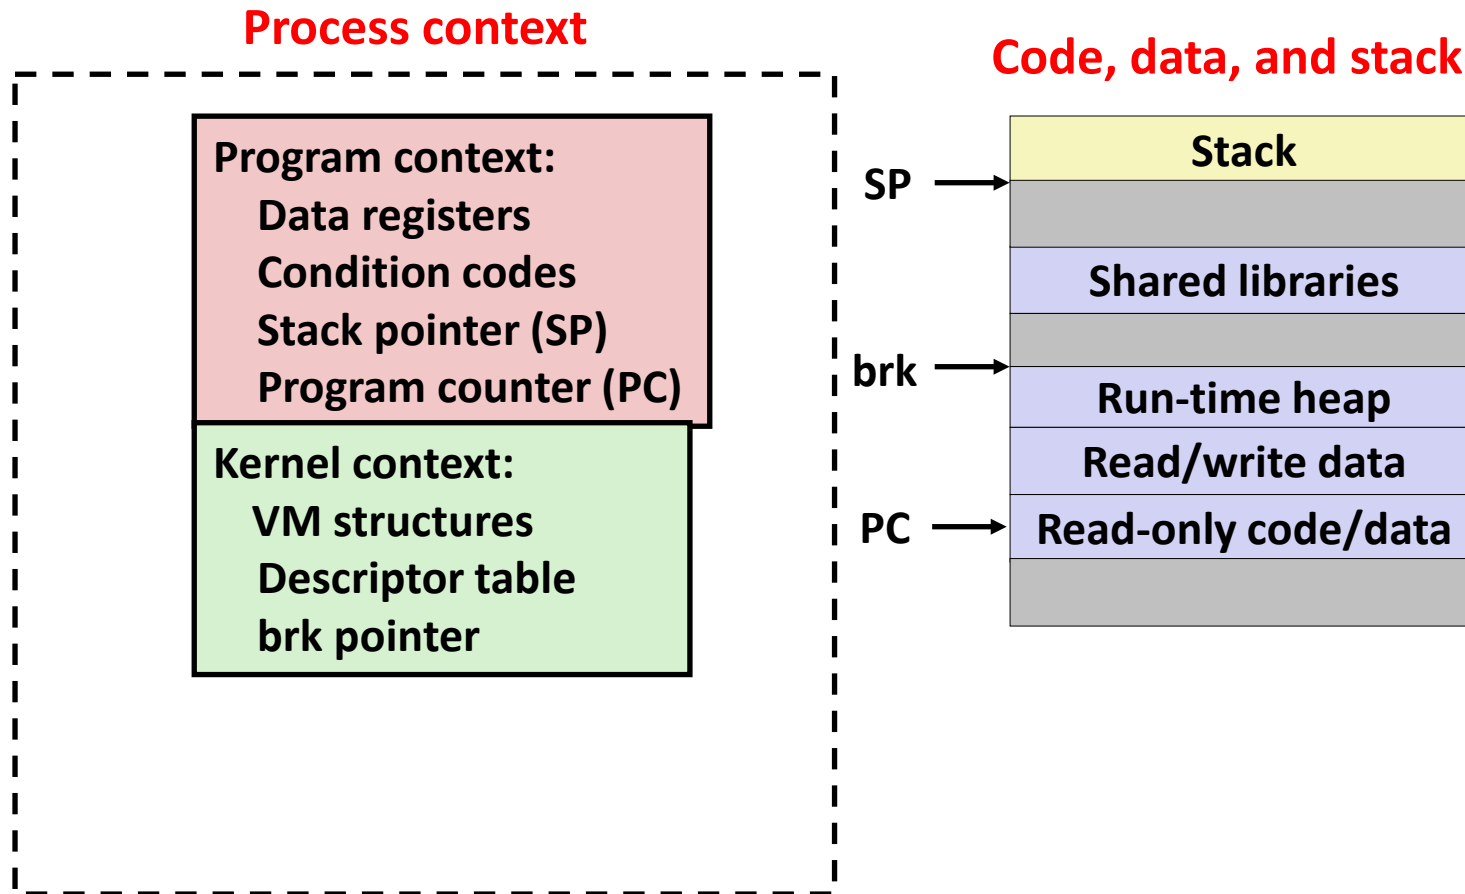 Process context
Program context:
Data registers
Condition codes
Stack pointer (SP)
Program counter (PC)
Kernel context:
VM structures
Descriptor table
brk pointer
Code, data, and stack
Stack
SP
Shared libraries
brk
Run-time heap
Read/write data
PC
Read-only code/data